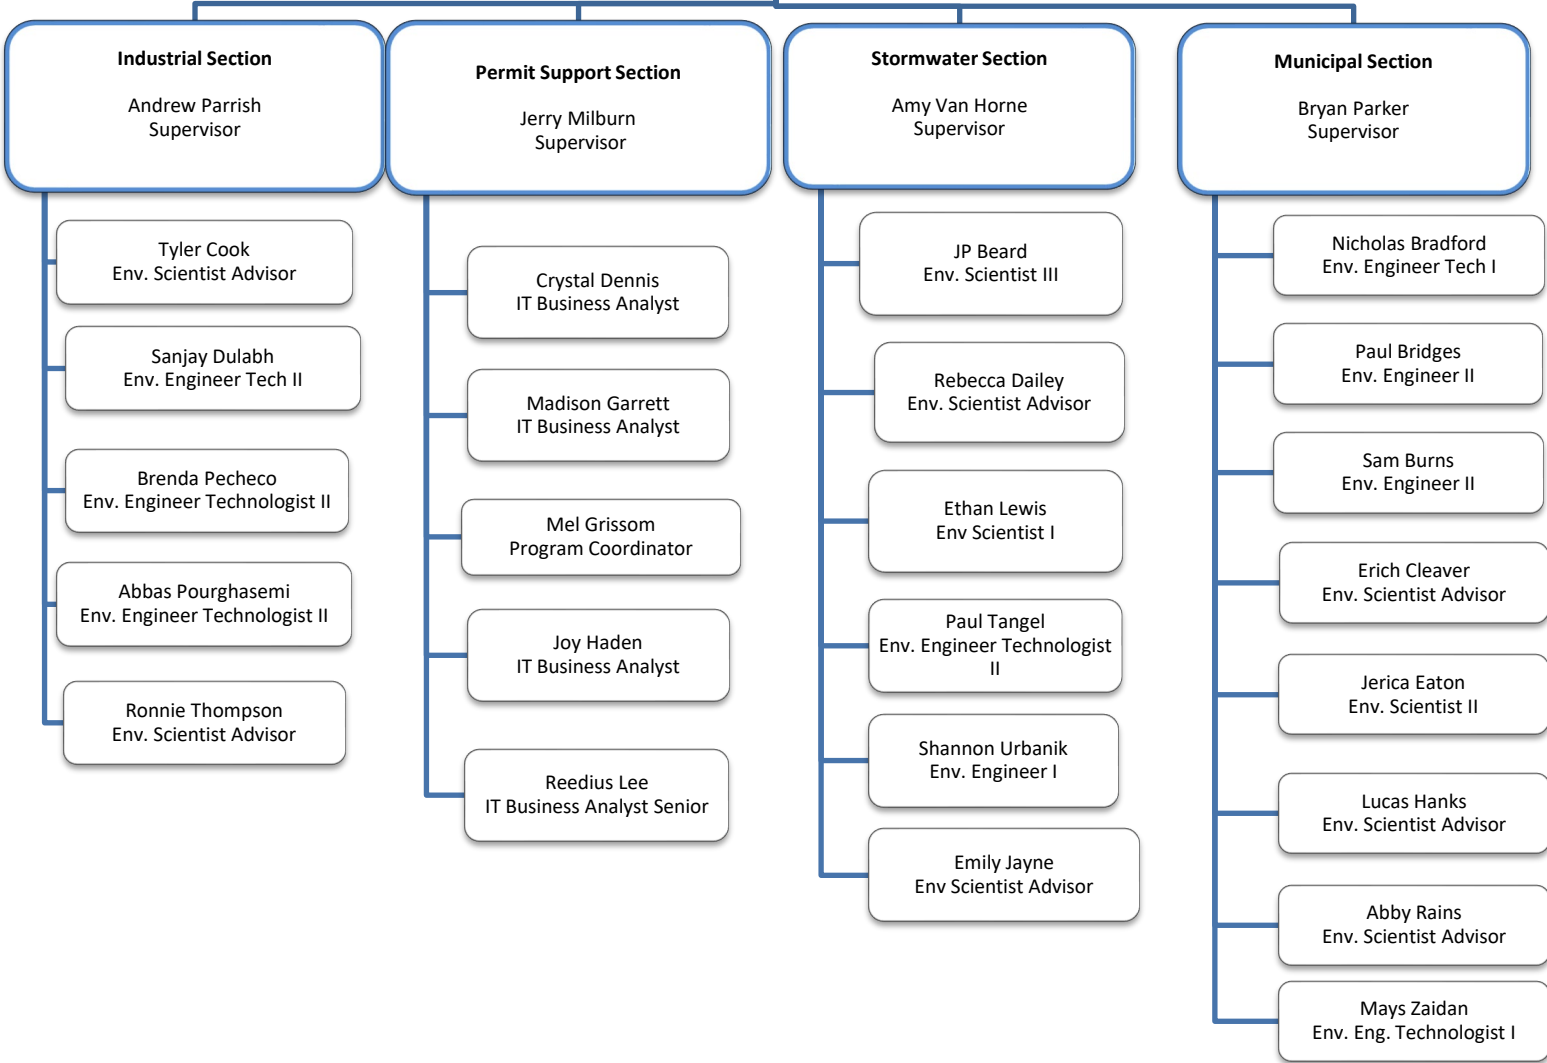 Industrial Section
Andrew Parrish
Supervisor
Tyler Cook
Env. Scientist Advisor
Sanjay Dulabh
Env. Engineer Tech II
Brenda Pecheco
Env. Engineer Technologist II
Abbas Pourghasemi
Env. Engineer Technologist II
Ronnie Thompson
Env. Scientist Advisor
Permit Support Section
Jerry Milburn
Supervisor
Crystal Dennis
IT Business Analyst
Madison Garrett
IT Business Analyst
Mel Grissom
Program Coordinator
Joy Haden
IT Business Analyst
Reedius Lee
IT Business Analyst Senior
Stormwater Section
Amy Van Horne
Supervisor
JP Beard
Env. Scientist III
Rebecca Dailey
Env. Scientist Advisor
Ethan Lewis
Env Scientist I
Paul Tangel
Env. Engineer Technologist
II
Shannon Urbanik
Env. Engineer I
Emily Jayne
Env Scientist Advisor
Municipal Section
Bryan Parker
Supervisor
Nicholas Bradford
Env. Engineer Tech I
Paul Bridges
Env. Engineer II
Sam Burns
Env. Engineer II
Erich Cleaver
Env. Scientist Advisor
Jerica Eaton
Env. Scientist II
Lucas Hanks
Env. Scientist Advisor
Abby Rains
Env. Scientist Advisor
Mays Zaidan
Env. Eng. Technologist I